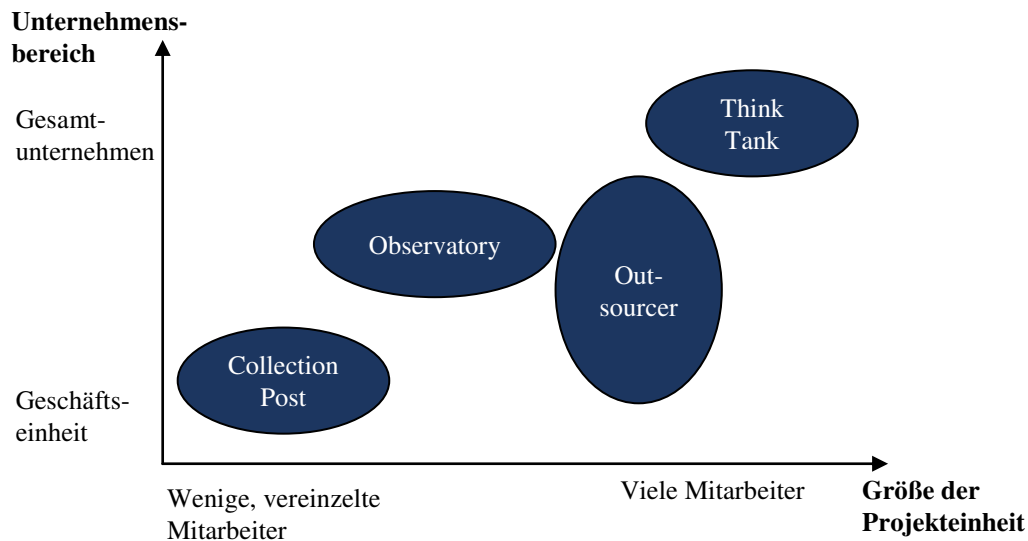 Unternehmens-
bereich
Gesamt-
unternehmen
Think
Tank
Observatory
Out-
sourcer
Collection
Post
Geschäfts-
einheit
Wenige, vereinzelte
Mitarbeiter
Viele Mitarbeiter
Größe der
Projekteinheit